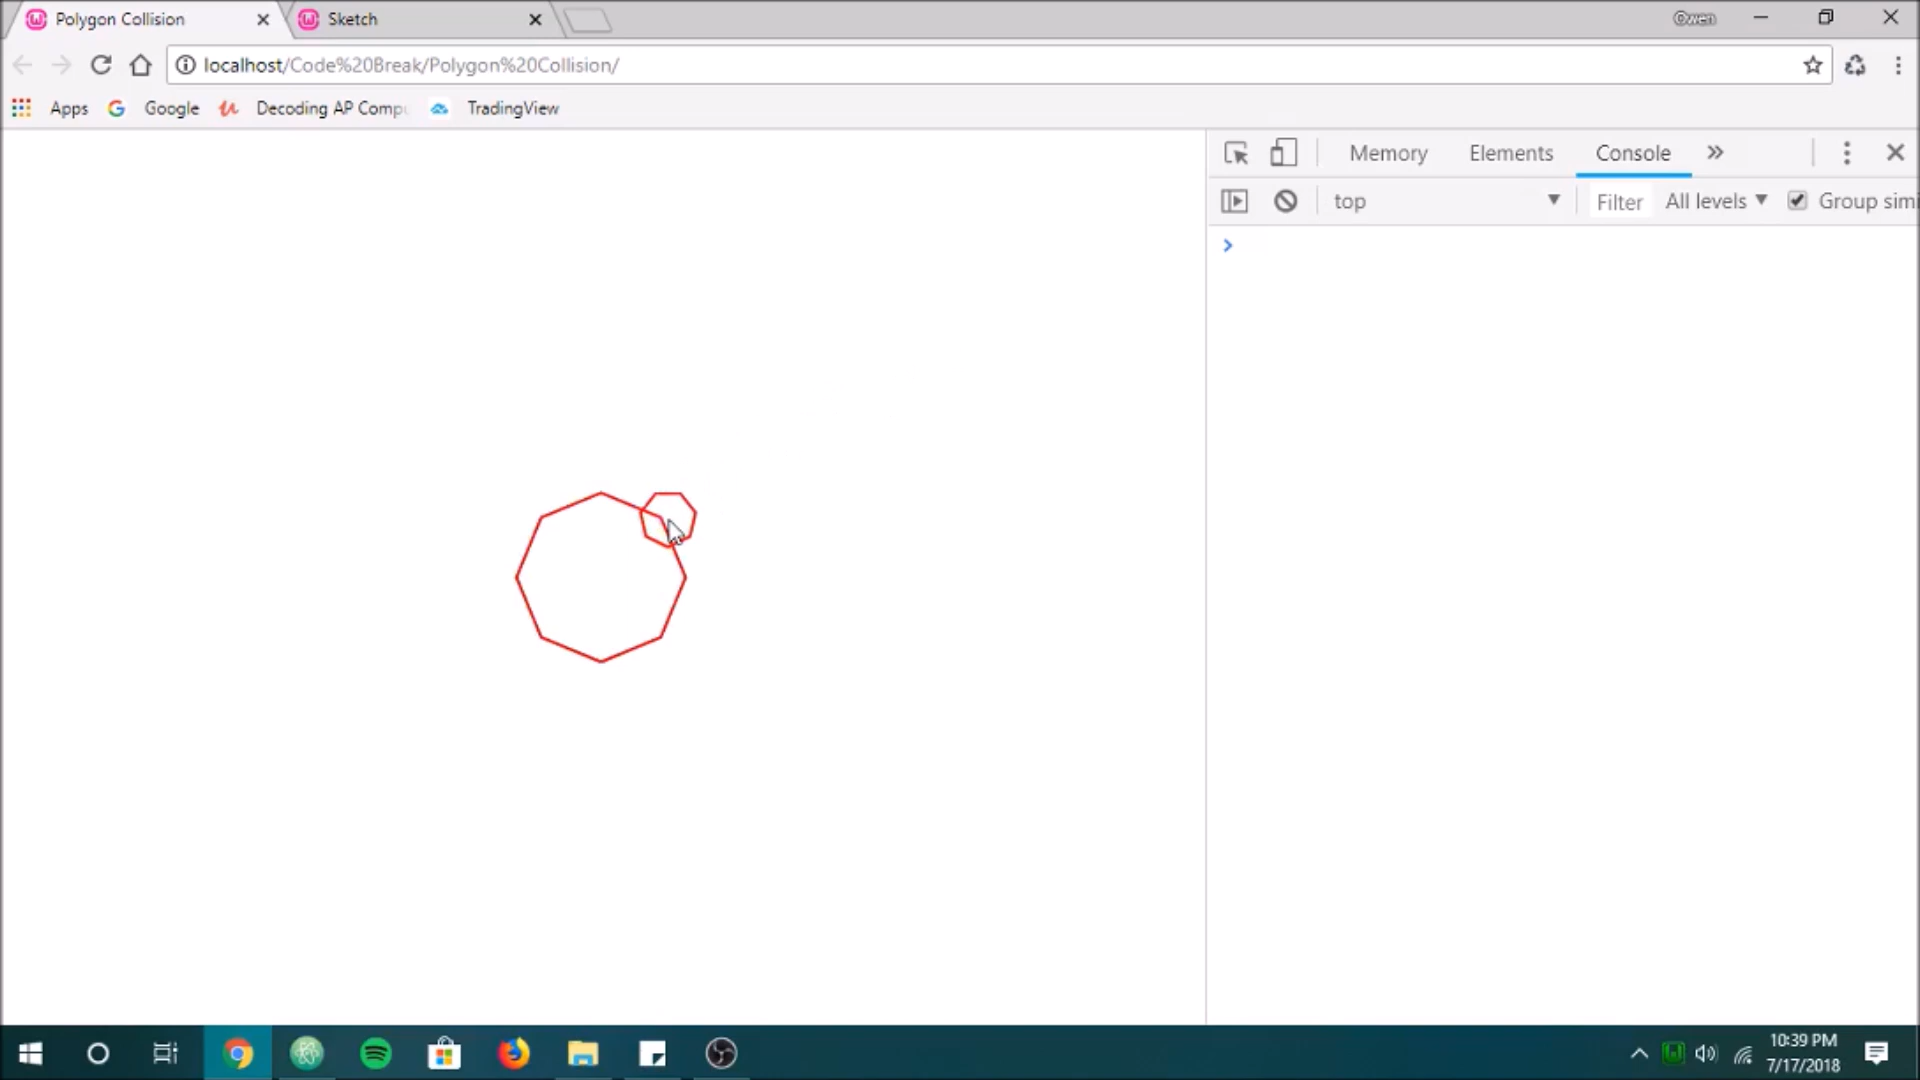 Polygon Collision
Sketch
Owen
localhost/Code%20Break/Polygon%20Collision/
Apps
Google
Decoding AP Comp
TradingView
Memory
Elements
Console
top
Filter
All levels
Group simi
10:39 PM
7/17/2018